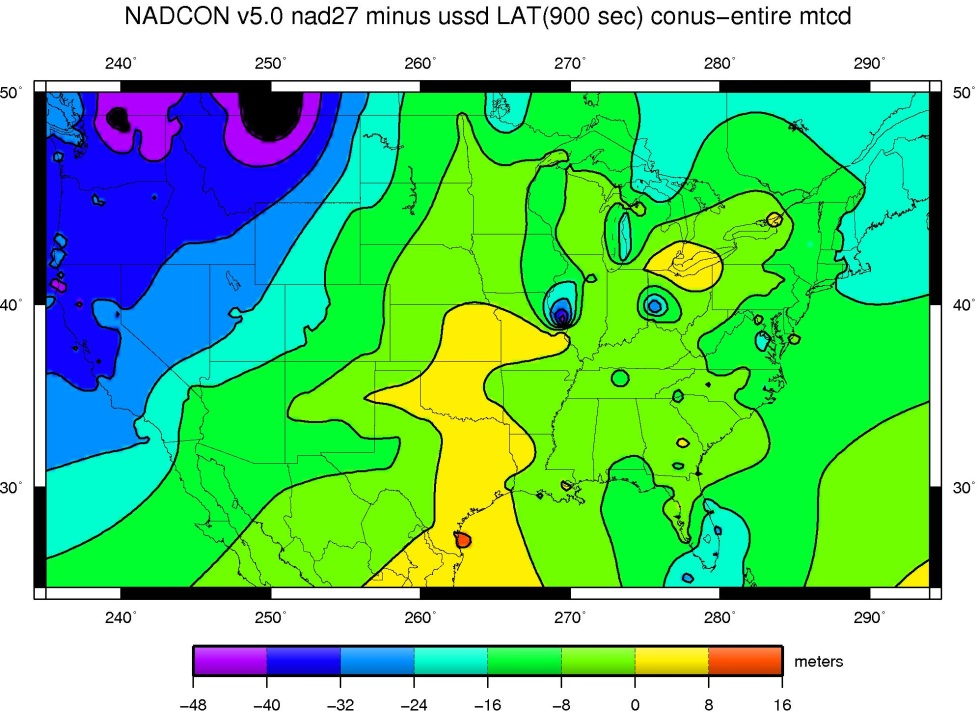 NADCON v5.0 nad27 minus ussd LAT(900 sec) conus−entire mtcd
240° 250° 260° 270° 280° 290°
50° 50°
40° 40°
30° 30°
240° 250° 260° 270° 280° 290°
meters
−48 −40 −32 −24 −16 −8 0 8 16